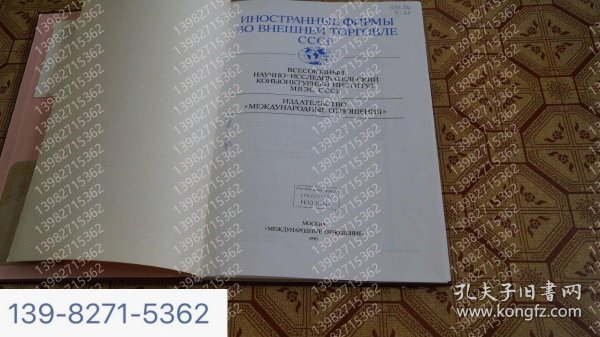 ИНОСТРАННЫЕ ФИРМЫ
ВО ВНЕШНЕЙ ТОРГОВЛЕ
СССР
ВСЕСОЮЗНЫЙ
НАУЧНО-ИССЛЕДОВАТЕЛЬСКИЙ
КОНЪЮНКТУРНЫЙ ИНСТИТУТ
МВЭС СССР
ИЗДАТЕЛЬСТВО
«МЕЖДУНАРОДНЫЕ ОТНОШЕНИЯ»
МОСКВА
«МЕЖДУНАРОДНЫЕ ОТНОШЕНИЯ»
1990
13982715362
139-8271-5362
孔夫子旧书网
www.kongfz.com